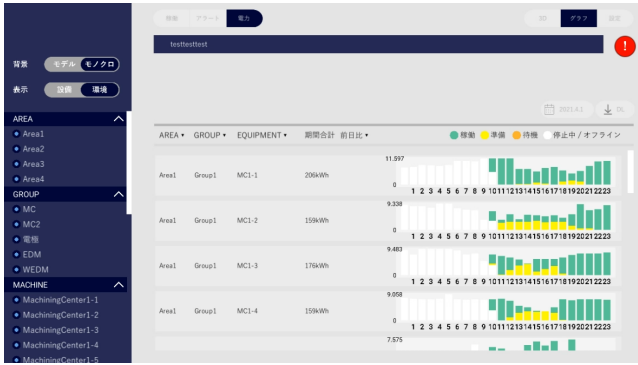 稼働 アラート 電力
3D グラフ 設定
testtesttest
!
背景 モデル モノクロ
表示 設備 環境
2021.4.1 DL
AREA
Area1
Area2
Area3
Area4
GROUP
MC
MC2
電極
EDM
WEDM
MACHINE
MachiningCenter1-1
MachiningCenter1-2
MachiningCenter1-3
MachiningCenter1-4
MachiningCenter1-5
AREA▼ GROUP▼ EQUIPMENT▼ 期間合計 前日比▼ 稼働 準備 待機 停止中/オフライン
11.597
Area1 Group1 MC1-1 206kWh
0
1 2 3 4 5 6 7 8 9 10 11 12 13 14 15 16 17 18 19 20 21 22 23
9.338
Area1 Group1 MC1-2 159kWh
0
1 2 3 4 5 6 7 8 9 10 11 12 13 14 15 16 17 18 19 20 21 22 23
9.483
Area1 Group1 MC1-3 176kWh
0
1 2 3 4 5 6 7 8 9 10 11 12 13 14 15 16 17 18 19 20 21 22 23
9.058
Area1 Group1 MC1-4 159kWh
0
1 2 3 4 5 6 7 8 9 10 11 12 13 14 15 16 17 18 19 20 21 22 23
7.575